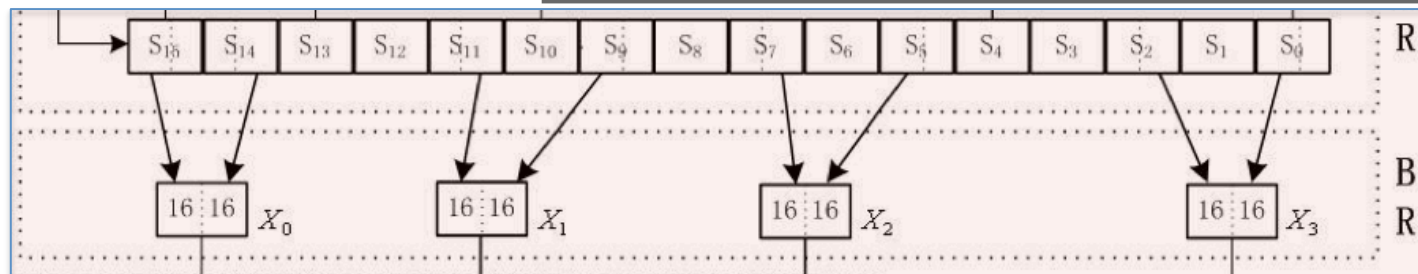 S₁₅ S₁₄ S₁₃ S₁₂ S₁₁ S₁₀ S₉ S₈ S₇ S₆ S₅ S₄ S₃ S₂ S₁ S₀ R
B
16 16 X₀ 16 16 X₁ 16 16 X₂ 16 16 X₃ R